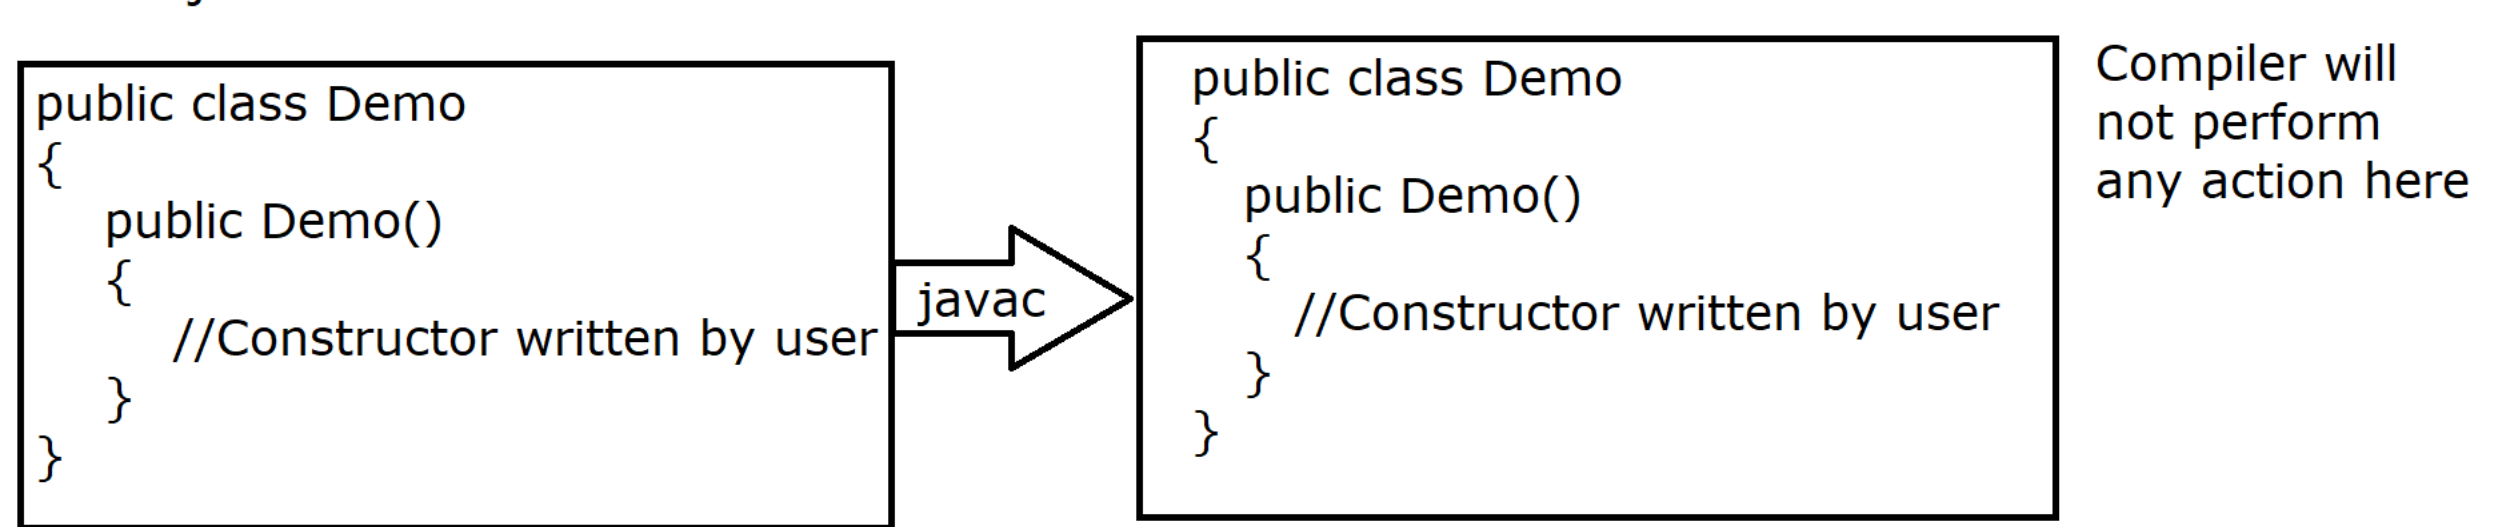 public class Demo
{
public Demo()
{
//Constructor written by user
}
}
javac
public class Demo
{
public Demo()
{
//Constructor written by user
}
}
Compiler will
not perform
any action here